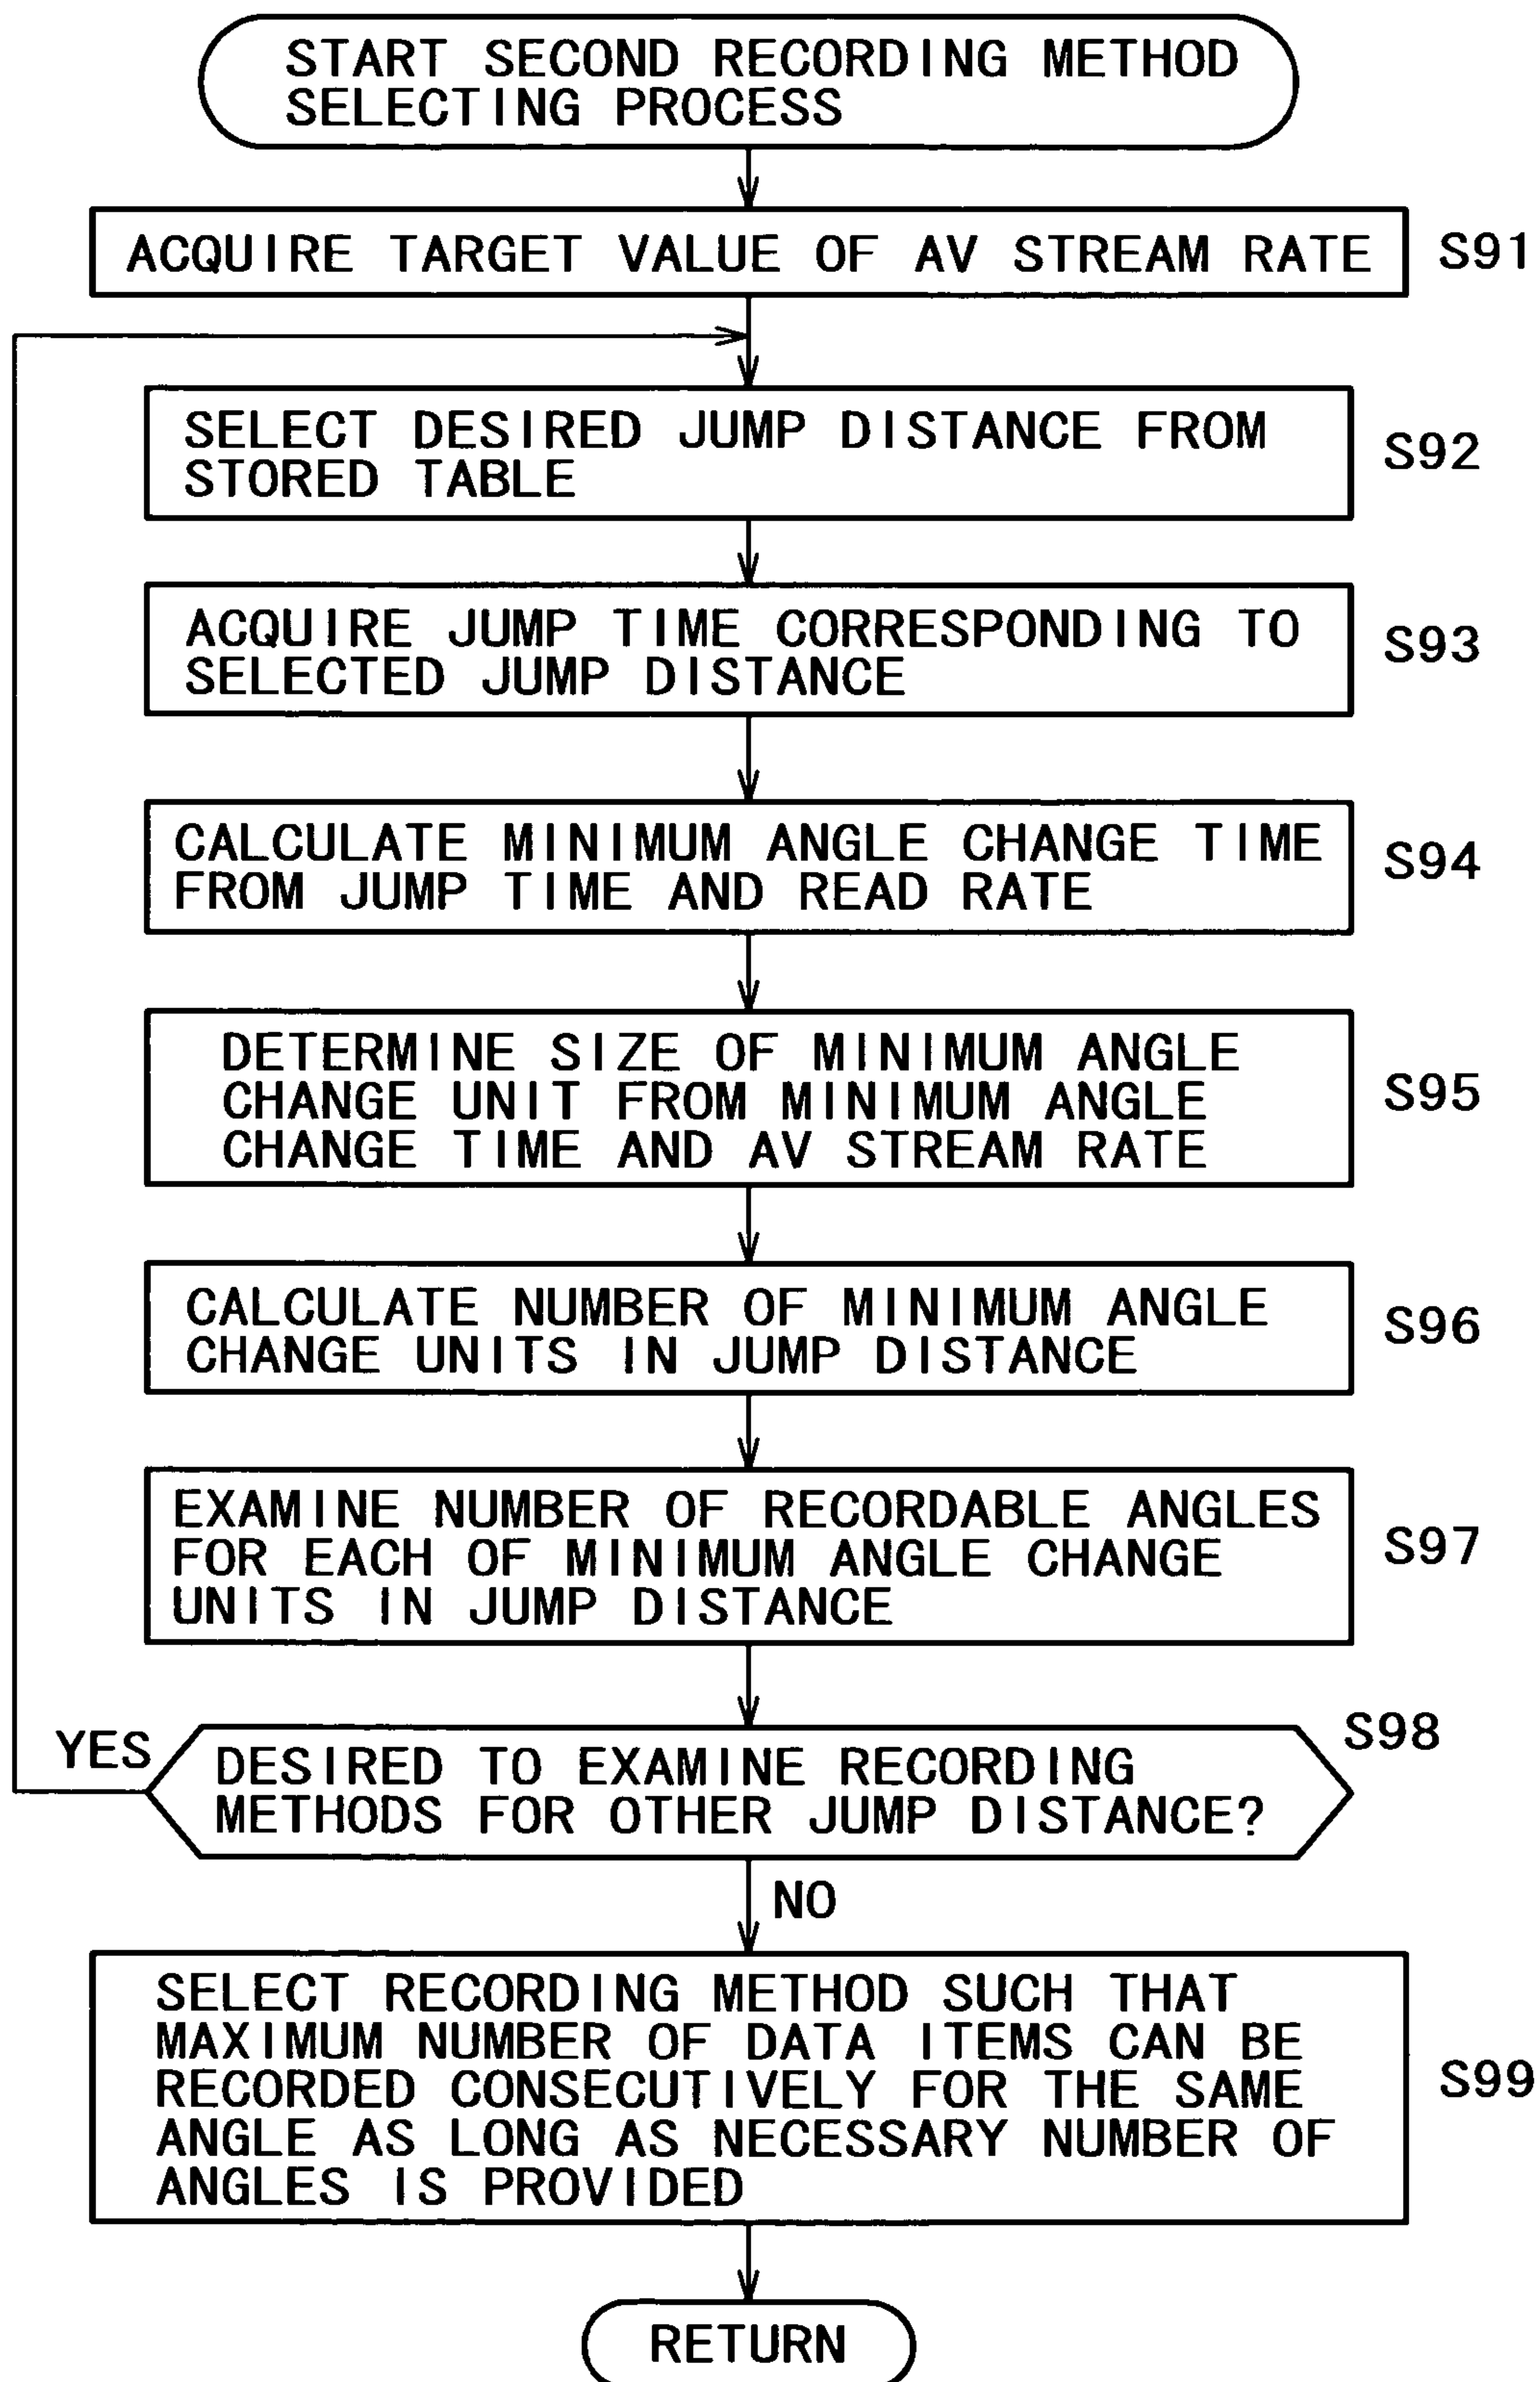 START SECOND RECORDING METHOD
SELECTING PROCESS
ACQUIRE TARGET VALUE OF AV STREAM RATE
S91
SELECT DESIRED JUMP DISTANCE FROM
STORED TABLE
S92
ACQUIRE JUMP TIME CORRESPONDING TO
SELECTED JUMP DISTANCE
S93
CALCULATE MINIMUM ANGLE CHANGE TIME
FROM JUMP TIME AND READ RATE
S94
DETERMINE SIZE OF MINIMUM ANGLE
CHANGE UNIT FROM MINIMUM ANGLE
CHANGE TIME AND AV STREAM RATE
S95
CALCULATE NUMBER OF MINIMUM ANGLE
CHANGE UNITS IN JUMP DISTANCE
S96
EXAMINE NUMBER OF RECORDABLE ANGLES
FOR EACH OF MINIMUM ANGLE CHANGE
UNITS IN JUMP DISTANCE
S97
S98
YES
DESIRED TO EXAMINE RECORDING
METHODS FOR OTHER JUMP DISTANCE?
NO
SELECT RECORDING METHOD SUCH THAT
MAXIMUM NUMBER OF DATA ITEMS CAN BE
RECORDED CONSECUTIVELY FOR THE SAME
ANGLE AS LONG AS NECESSARY NUMBER OF
ANGLES IS PROVIDED
S99
RETURN